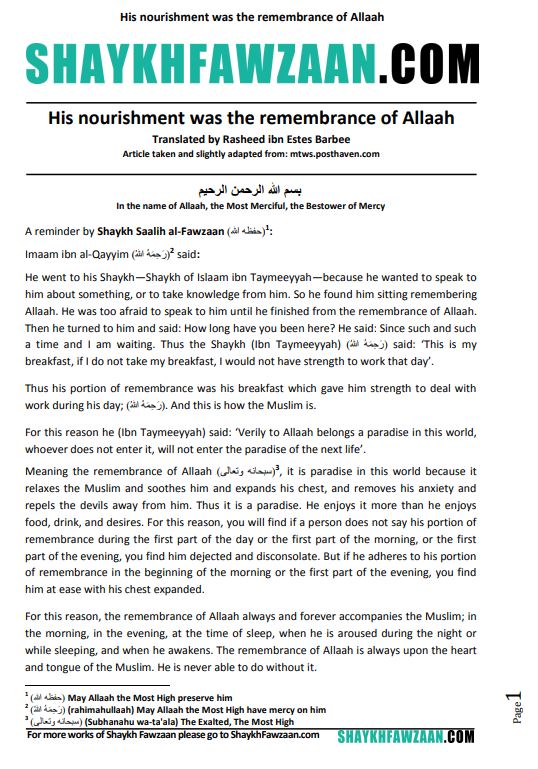 His nourishment was the remembrance of Allaah
SHAYKHFAWZAAN.COM
His nourishment was the remembrance of Allaah
Translated by Rasheed ibn Estes Barbee
Article taken and slightly adapted from: mtws.posthaven.com
بسم الله الرحمن الرحيم
In the name of Allaah, the Most Merciful, the Bestower of Mercy
A reminder by Shaykh Saalih al-Fawzaan (حفظه الله)1:
Imaam ibn al-Qayyim (رَحِمَهُ اللهُ)2 said:
He went to his Shaykh—Shaykh of Islaam ibn Taymeeyyah—because he wanted to speak to
him about something, or to take knowledge from him. So he found him sitting remembering
Allaah. He was too afraid to speak to him until he finished from the remembrance of Allaah.
Then he turned to him and said: How long have you been here? He said: Since such and such
a time and I am waiting. Thus the Shaykh (Ibn Taymeeyyah) (رَحِمَهُ اللهُ) said: ‘This is my
breakfast, if I do not take my breakfast, I would not have strength to work that day’.
Thus his portion of remembrance was his breakfast which gave him strength to deal with
work during his day; (رَحِمَهُ اللهُ). And this is how the Muslim is.
For this reason he (Ibn Taymeeyyah) said: ‘Verily to Allaah belongs a paradise in this world,
whoever does not enter it, will not enter the paradise of the next life’.
Meaning the remembrance of Allaah (سبحانه وتعالى)3, it is paradise in this world because it
relaxes the Muslim and soothes him and expands his chest, and removes his anxiety and
repels the devils away from him. Thus it is a paradise. He enjoys it more than he enjoys
food, drink, and desires. For this reason, you will find if a person does not say his portion of
remembrance during the first part of the day or the first part of the morning, or the first
part of the evening, you find him dejected and disconsolate. But if he adheres to his portion
of remembrance in the beginning of the morning or the first part of the evening, you find
him at ease with his chest expanded.
For this reason, the remembrance of Allaah always and forever accompanies the Muslim; in
the morning, in the evening, at the time of sleep, when he is aroused during the night or
while sleeping, and when he awakens. The remembrance of Allaah is always upon the heart
and tongue of the Muslim. He is never able to do without it.
1 (حفظه الله) May Allaah the Most High preserve him
2 (رَحِمَهُ اللهُ) (rahimahullah) May Allaah the Most High have mercy on him
3 (سبحانه وتعالى) (Subhanahu wa-ta'ala) The Exalted, The Most High
For more works of Shaykh Fawzaan please go to ShaykhFawzaan.com SHAYKHFAWZAAN.COM
Page1